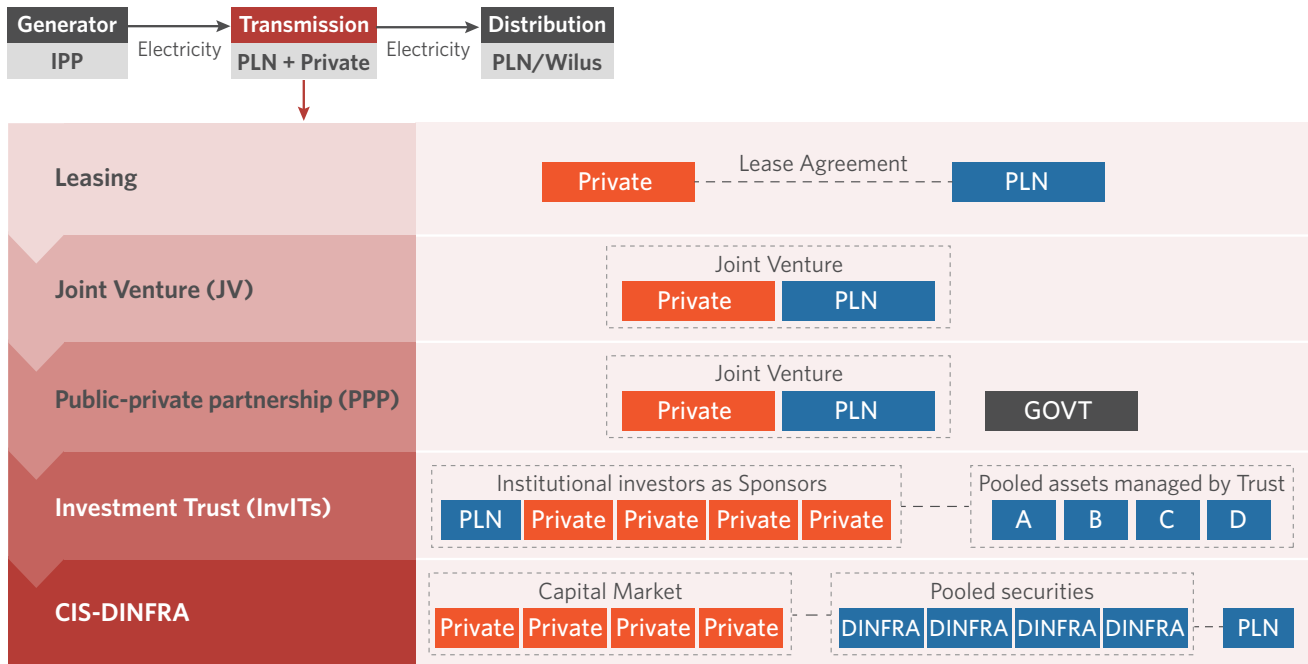 Generator
Electricity
Transmission
Electricity
Distribution
IPP
PLN + Private
PLN/Wilus
Leasing
Private
Lease Agreement
PLN
Joint Venture (JV)
Joint Venture
Private
PLN
Public-private partnership (PPP)
Joint Venture
Private
PLN
GOVT
Investment Trust (InvITs)
Institutional investors as Sponsors
PLN
Private
Private
Private
Private
Pooled assets managed by Trust
A
B
C
D
CIS-DINFRA
Capital Market
Private
Private
Private
Private
Pooled securities
DINFRA
DINFRA
DINFRA
DINFRA
PLN